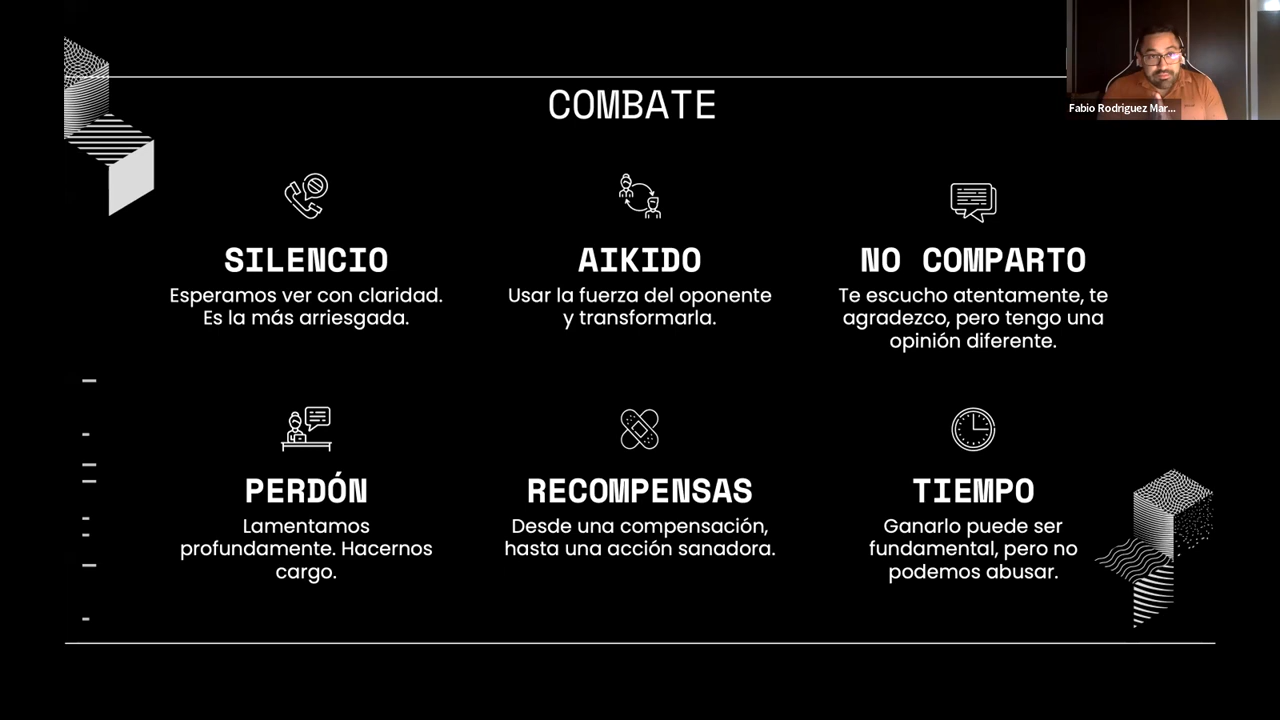 COMBATE
Fabio Rodriguez Mar...
SILENCIO
Esperamos ver con claridad.
Es la más arriesgada.
AIKIDO
Usar la fuerza del oponente
y transformarla.
NO COMPARTO
Te escucho atentamente, te
agradezco, pero tengo una
opinión diferente.
PERDÓN
Lamentamos
profundamente. Hacernos
cargo.
RECOMPENSAS
Desde una compensación,
hasta una acción sanadora.
TIEMPO
Ganarlo puede ser
fundamental, pero no
podemos abusar.